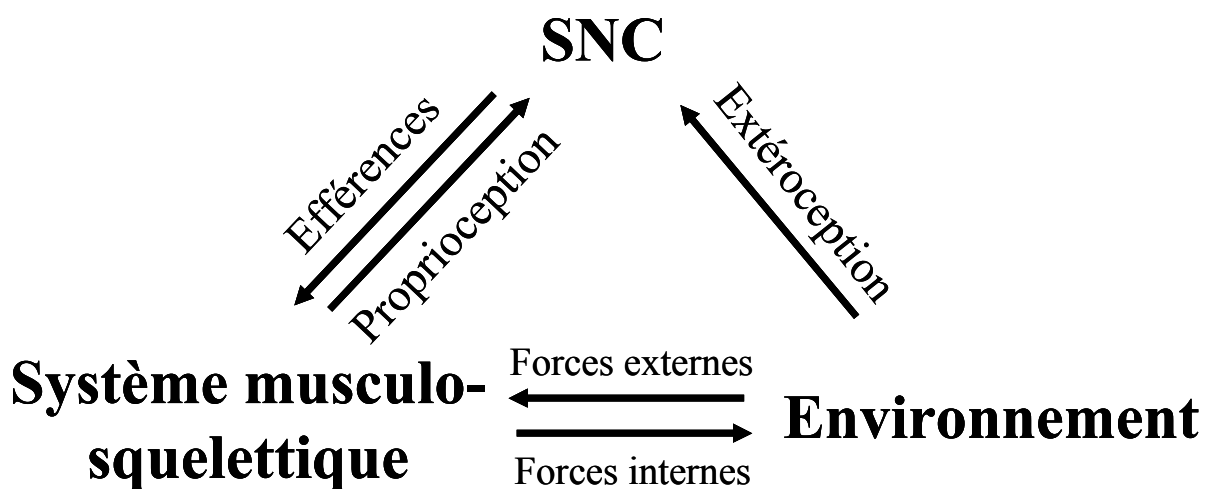 SNC
Efférences
Proprioception
Extéroception
Système musculo-
squelettique
Forces externes
Forces internes
Environnement